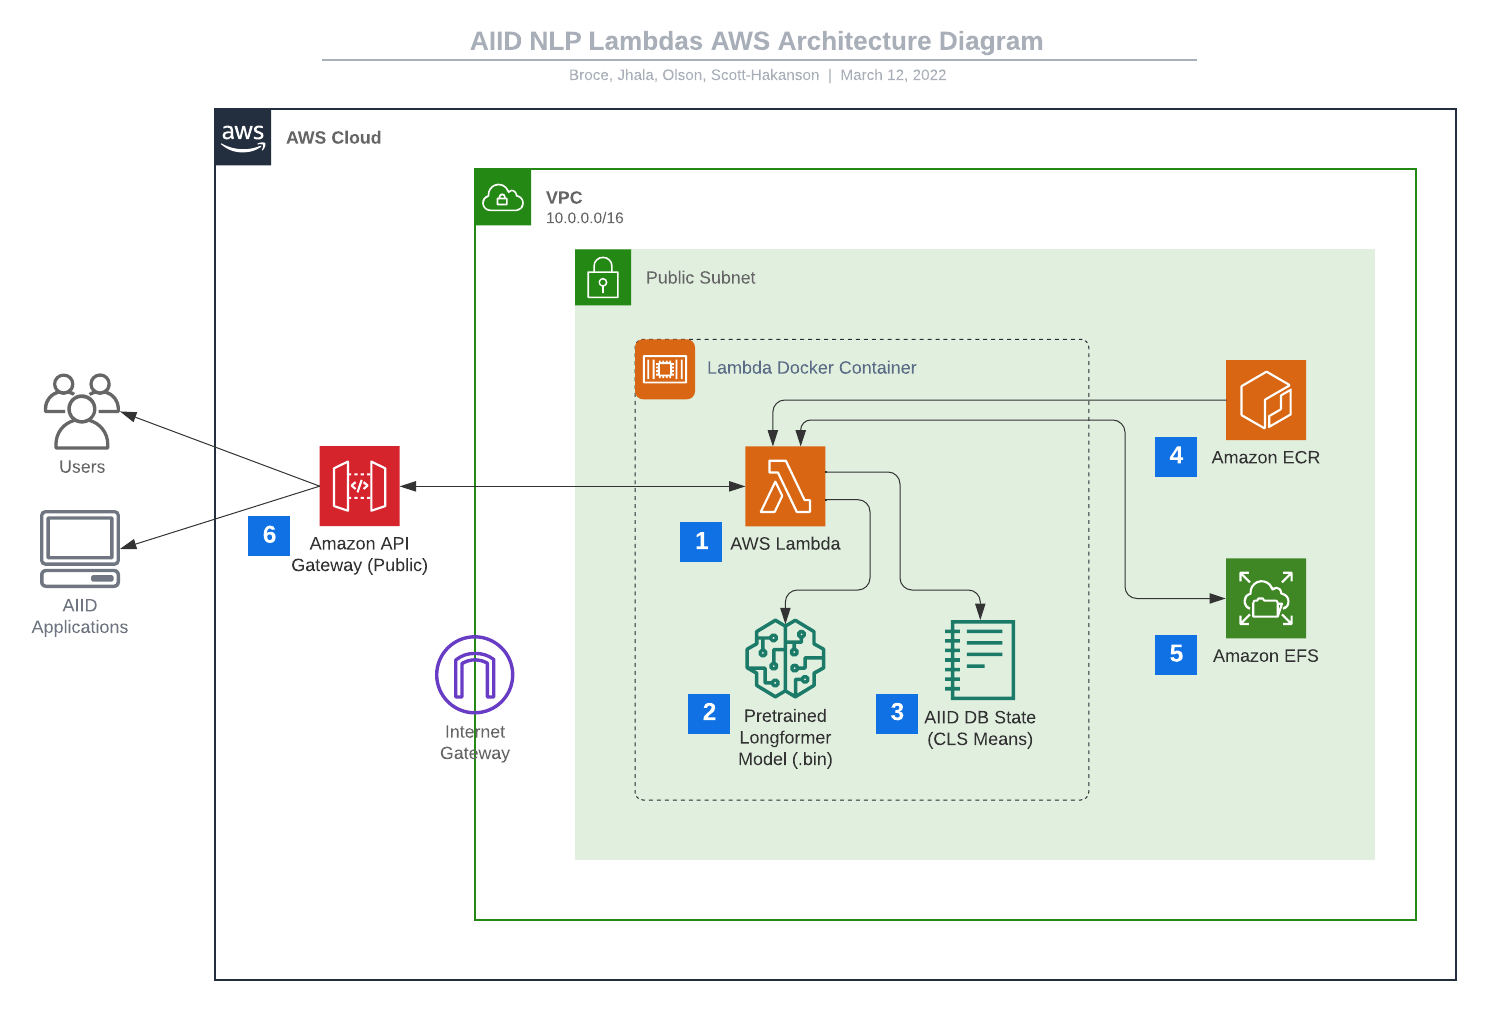 AIID NLP Lambdas AWS Architecture Diagram
Broce, Jhala, Olson, Scott-Hakanson | March 12, 2022
aws
AWS Cloud
VPC
10.0.0.0/16
Public Subnet
Lambda Docker Container
Users
AIID
Applications
6
Amazon API
Gateway (Public)
Internet
Gateway
1
AWS Lambda
2
Pretrained
Longformer
Model (.bin)
3
AIID DB State
(CLS Means)
4
Amazon ECR
5
Amazon EFS